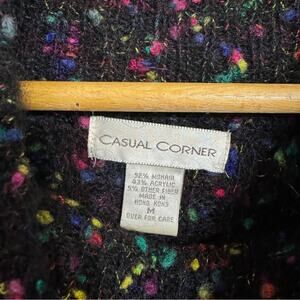 CASUAL CORNER
52% MOHAIR
43% ACRYLIC
5% OTHER FIBER
MADE IN
HONG KONG
M
OVER FOR CARE